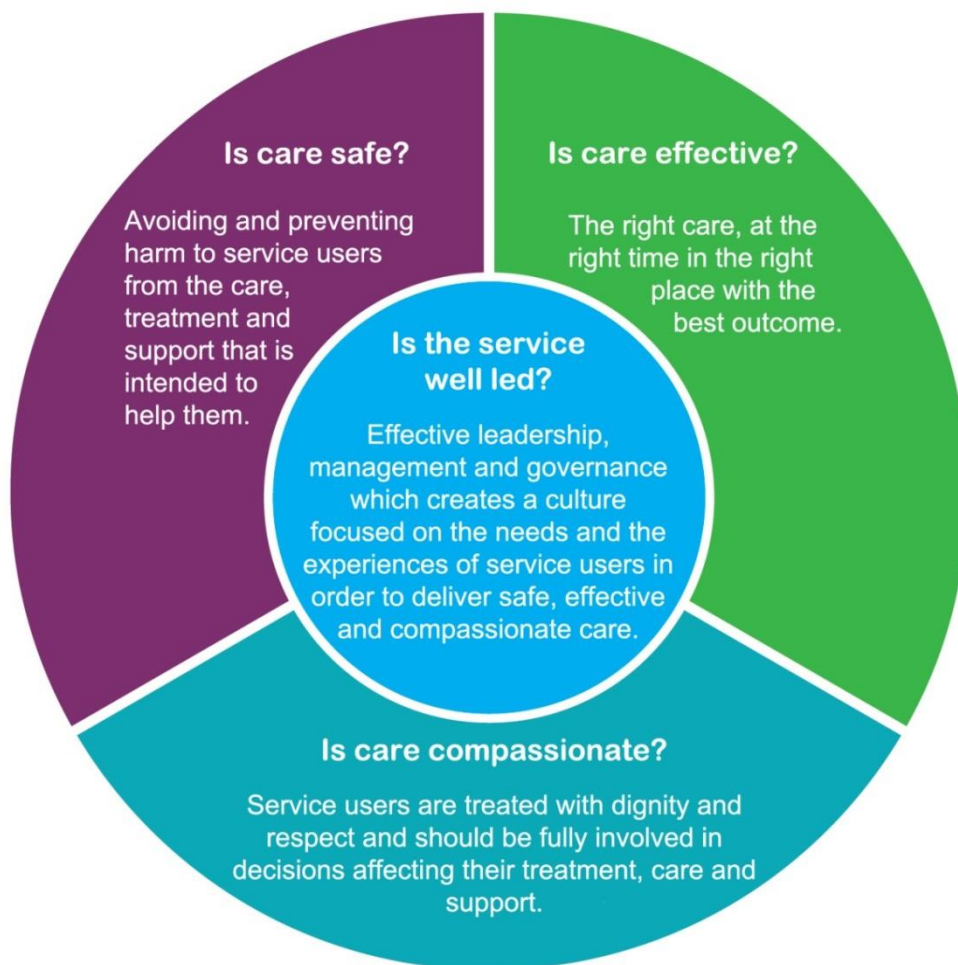 Is care safe?
Avoiding and preventing
harm to service users
from the care,
treatment and
support that is
intended to
help them.
Is care effective?
The right care, at the
right time in the right
place with the
best outcome.
Is the service
well led?
Effective leadership,
management and governance
which creates a culture
focused on the needs and the
experiences of service users in
order to deliver safe, effective
and compassionate care.
Is care compassionate?
Service users are treated with dignity and
respect and should be fully involved in
decisions affecting their treatment, care and
support.